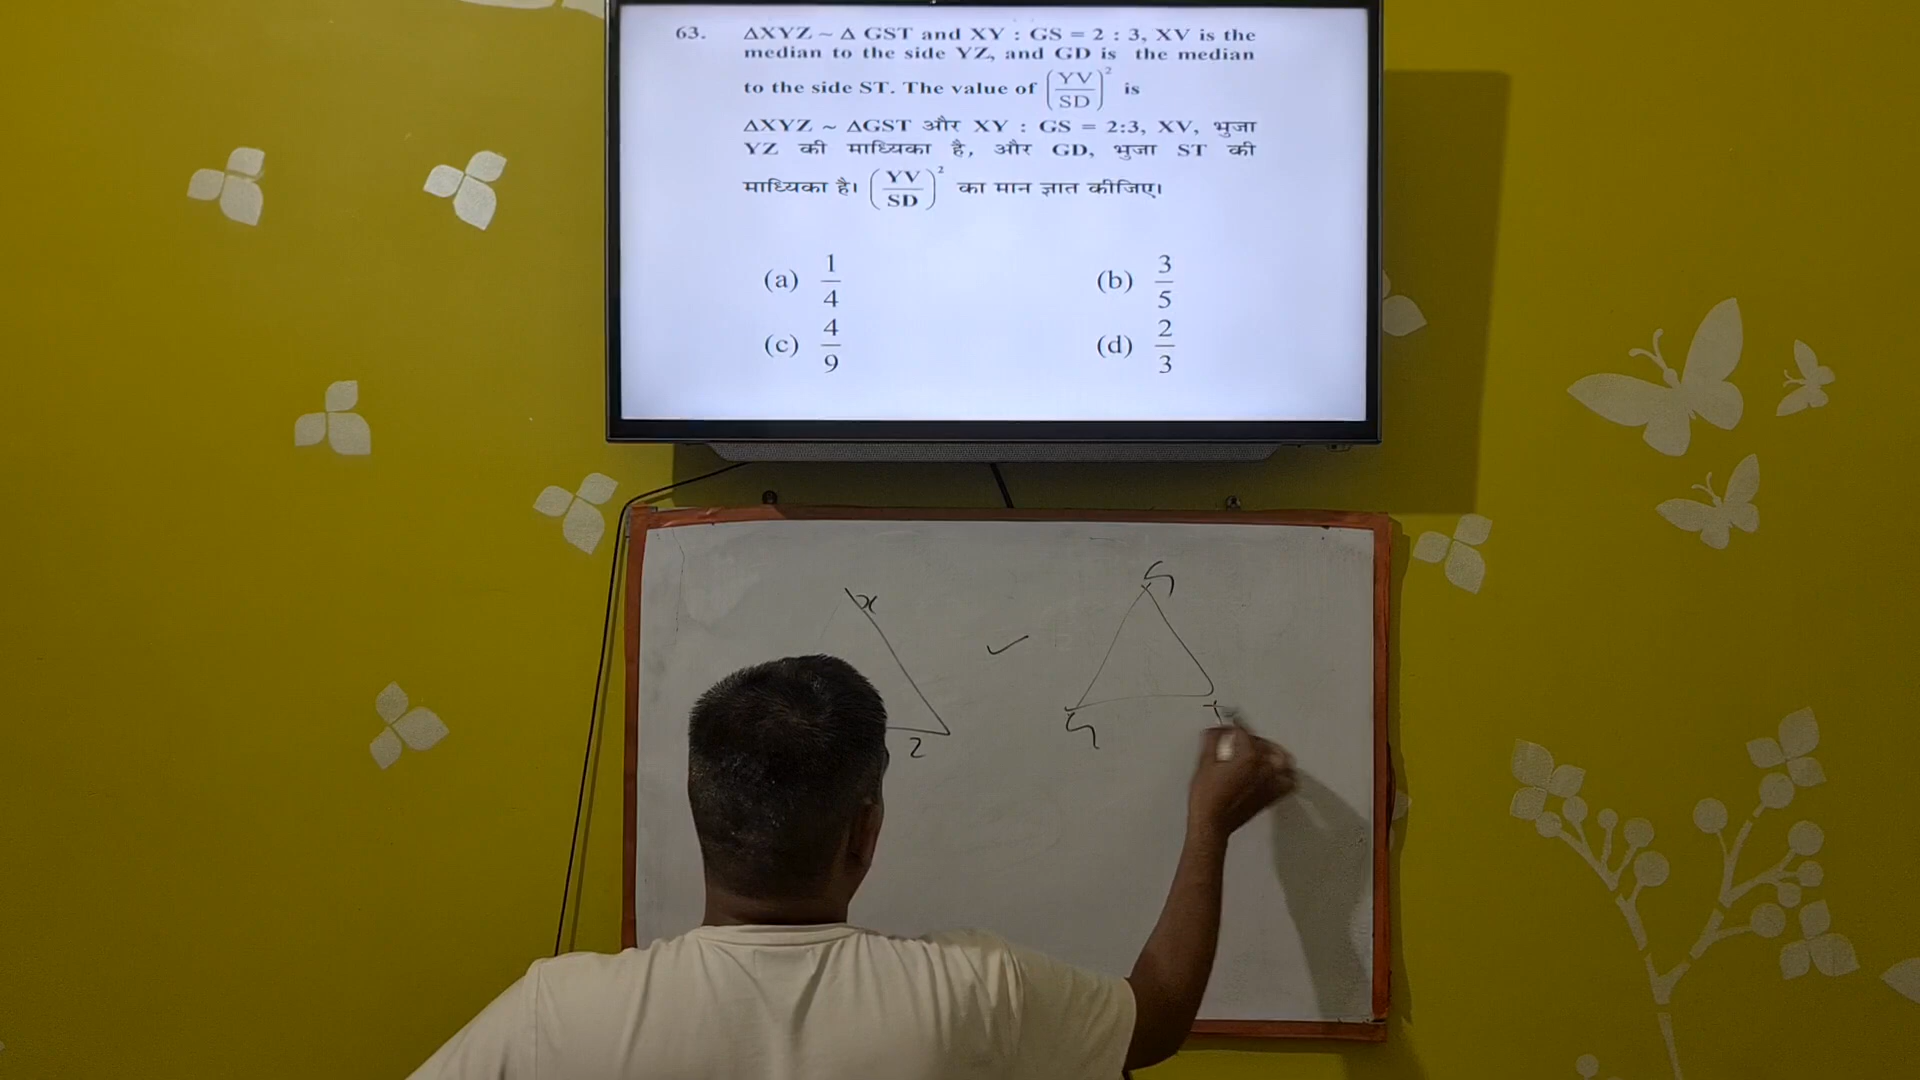 63. ΔXYZ ~ Δ GST and XY : GS = 2 : 3, XV is the
median to the side YZ, and GD is the median
to the side ST. The value of (YV/SD)² is
ΔXYZ ~ ΔGST और XY : GS = 2:3, XV, भुजा
YZ की माध्यिका है, और GD, भुजा ST की
माध्यिका है। (YV/SD)² का मान ज्ञात कीजिए।
(a) 1/4 (b) 3/5
(c) 4/9 (d) 2/3
x
2